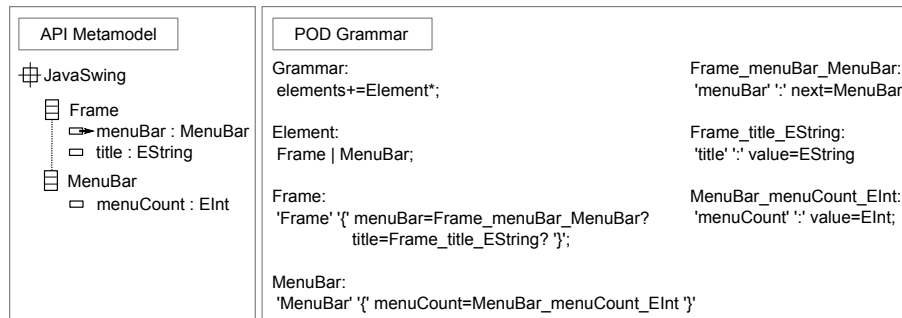 API Metamodel
JavaSwing
Frame
menuBar : MenuBar
title : EString
MenuBar
menuCount : EInt
POD Grammar
Grammar:
elements+=Element*;
Element:
Frame | MenuBar;
Frame:
'Frame' '{' menuBar=Frame_menuBar_MenuBar?
title=Frame_title_EString? '}';
MenuBar:
'MenuBar' '{' menuCount=MenuBar_menuCount_EInt '}'
Frame_menuBar_MenuBar:
'menuBar' ':' next=MenuBar
Frame_title_EString:
'title' ':' value=EString
MenuBar_menuCount_EInt:
'menuCount' ':' value=EInt;